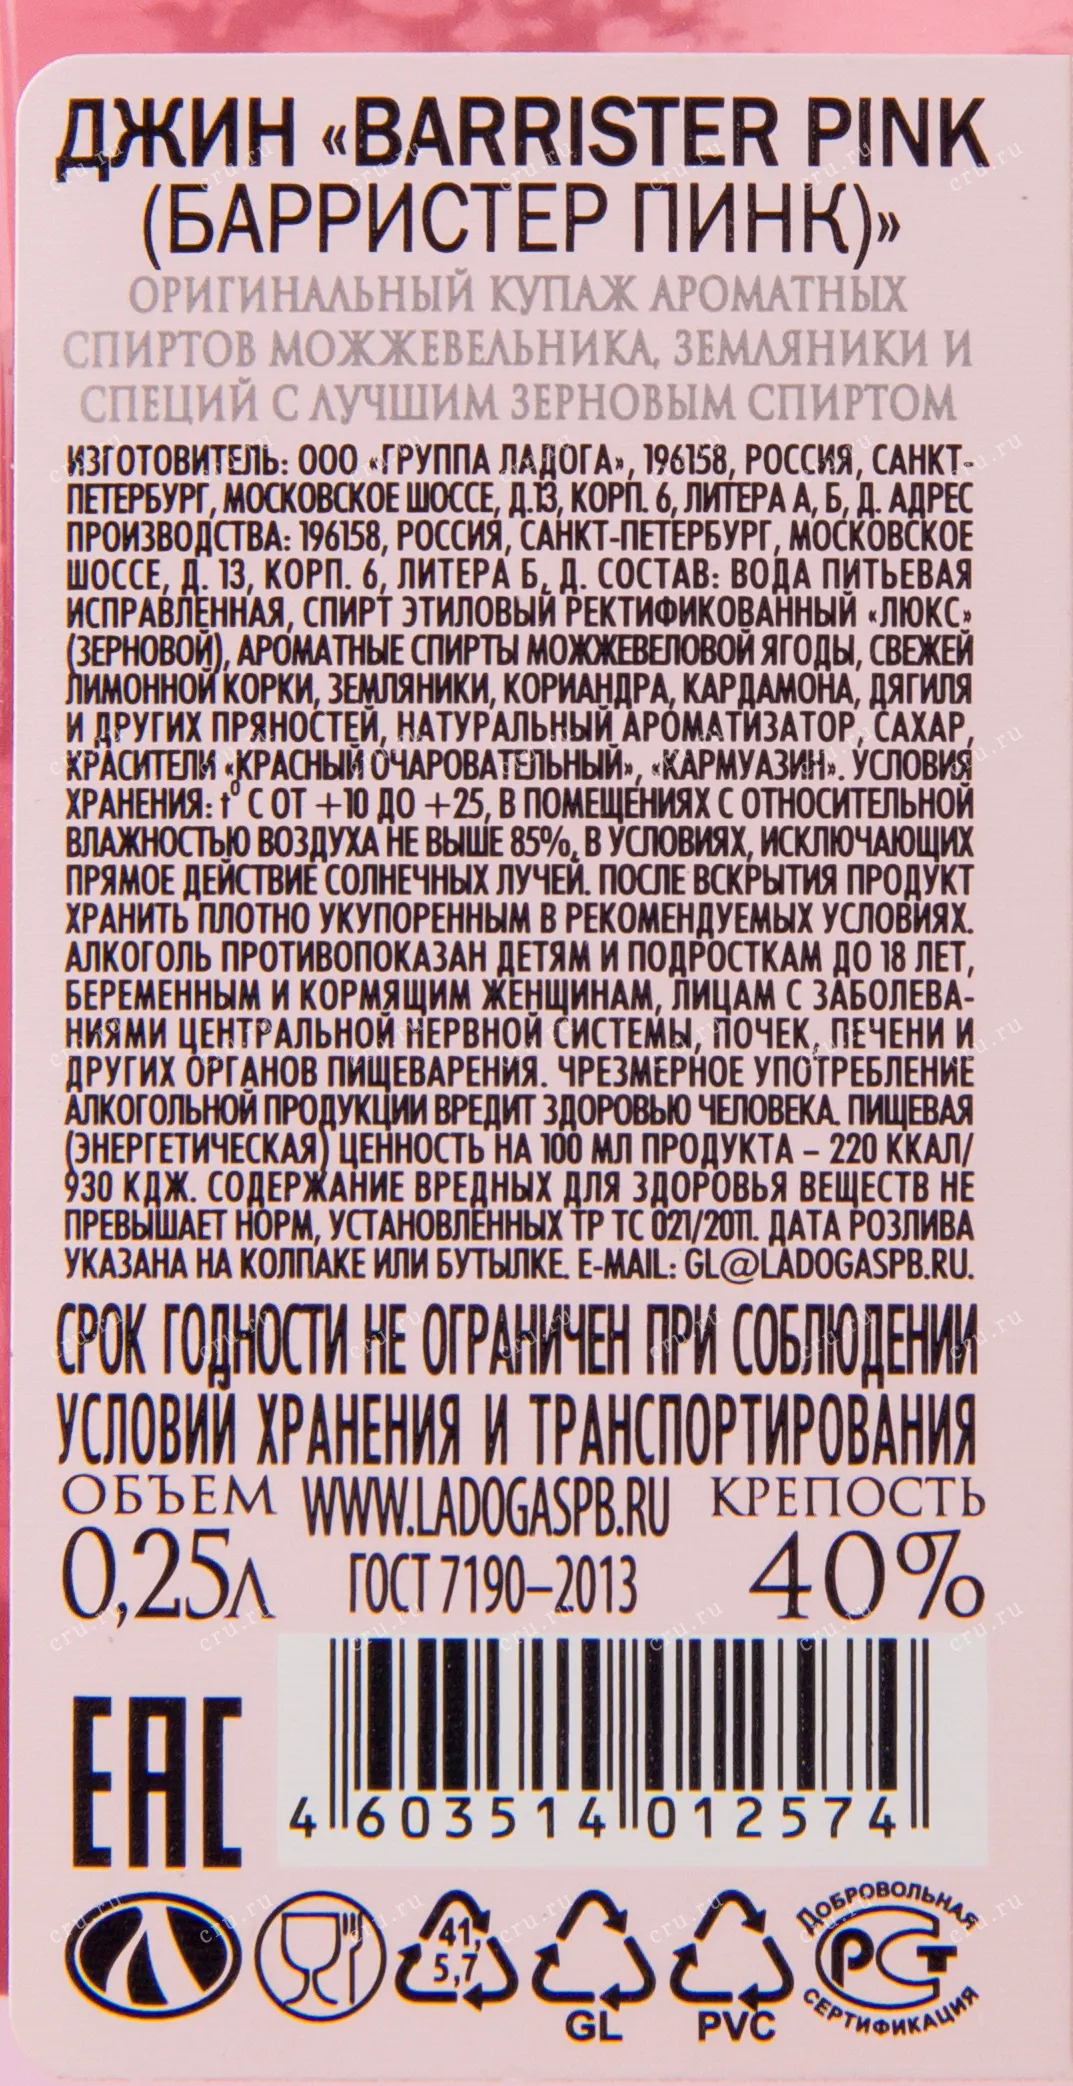 ДЖИН «BARRISTER PINK
(БАРРИСТЕР ПИНК)»
ОРИГИНАЛЬНЫЙ КУПАЖ АРОМАТНЫХ
СПИРТОВ МОЖЖЕВЕЛЬНИКА, ЗЕМЛЯНИКИ И
СПЕЦИЙ С ЛУЧШИМ ЗЕРНОВЫМ СПИРТОМ
ИЗГОТОВИТЕЛЬ: ООО «ГРУППА ЛАДОГА», 196158, РОССИЯ, САНКТ-
ПЕТЕРБУРГ, МОСКОВСКОЕ ШОССЕ, Д.13, КОРП. 6, ЛИТЕРА А, Б, Д. АДРЕС
ПРОИЗВОДСТВА: 196158, РОССИЯ, САНКТ-ПЕТЕРБУРГ, МОСКОВСКОЕ
ШОССЕ, Д. 13, КОРП. 6, ЛИТЕРА Б, Д. СОСТАВ: ВОДА ПИТЬЕВАЯ
ИСПРАВЛЕННАЯ, СПИРТ ЭТИЛОВЫЙ РЕКТИФИКОВАННЫЙ «ЛЮКС»
(ЗЕРНОВОЙ), АРОМАТНЫЕ СПИРТЫ МОЖЖЕВЕЛОВОЙ ЯГОДЫ, СВЕЖЕЙ
ЛИМОННОЙ КОРКИ, ЗЕМЛЯНИКИ, КОРИАНДРА, КАРДАМОНА, ДЯГИЛЯ
И ДРУГИХ ПРЯНОСТЕЙ, НАТУРАЛЬНЫЙ АРОМАТИЗАТОР, САХАР,
КРАСИТЕЛИ «КРАСНЫЙ ОЧАРОВАТЕЛЬНЫЙ», «КАРМУАЗИН». УСЛОВИЯ
ХРАНЕНИЯ: t° С ОТ +10 ДО +25, В ПОМЕЩЕНИЯХ С ОТНОСИТЕЛЬНОЙ
ВЛАЖНОСТЬЮ ВОЗДУХА НЕ ВЫШЕ 85%, В УСЛОВИЯХ, ИСКЛЮЧАЮЩИХ
ПРЯМОЕ ДЕЙСТВИЕ СОЛНЕЧНЫХ ЛУЧЕЙ. ПОСЛЕ ВСКРЫТИЯ ПРОДУКТ
ХРАНИТЬ ПЛОТНО УКУПОРЕННЫМ В РЕКОМЕНДУЕМЫХ УСЛОВИЯХ.
АЛКОГОЛЬ ПРОТИВОПОКАЗАН ДЕТЯМ И ПОДРОСТКАМ ДО 18 ЛЕТ,
БЕРЕМЕННЫМ И КОРМЯЩИМ ЖЕНЩИНАМ, ЛИЦАМ С ЗАБОЛЕВА-
НИЯМИ ЦЕНТРАЛЬНОЙ НЕРВНОЙ СИСТЕМЫ, ПОЧЕК, ПЕЧЕНИ И
ДРУГИХ ОРГАНОВ ПИЩЕВАРЕНИЯ. ЧРЕЗМЕРНОЕ УПОТРЕБЛЕНИЕ
АЛКОГОЛЬНОЙ ПРОДУКЦИИ ВРЕДИТ ЗДОРОВЬЮ ЧЕЛОВЕКА. ПИЩЕВАЯ
(ЭНЕРГЕТИЧЕСКАЯ) ЦЕННОСТЬ НА 100 МЛ ПРОДУКТА – 220 ККАЛ/
930 КДЖ. СОДЕРЖАНИЕ ВРЕДНЫХ ДЛЯ ЗДОРОВЬЯ ВЕЩЕСТВ НЕ
ПРЕВЫШАЕТ НОРМ, УСТАНОВЛЕННЫХ ТР ТС 021/2011. ДАТА РОЗЛИВА
УКАЗАНА НА КОЛПАКЕ ИЛИ БУТЫЛКЕ. E-MAIL: GL@LADOGASPB.RU.
СРОК ГОДНОСТИ НЕ ОГРАНИЧЕН ПРИ СОБЛЮДЕНИИ
УСЛОВИЙ ХРАНЕНИЯ И ТРАНСПОРТИРОВАНИЯ
ОБЪЕМ WWW.LADOGASPB.RU КРЕПОСТЬ
0,25л ГОСТ 7190–2013 40%
EAC
4 603514 012574
41,
5,7
GL PVC
ДОБРОВОЛЬНАЯ
РСТ
СЕРТИФИКАЦИЯ
cru.ru